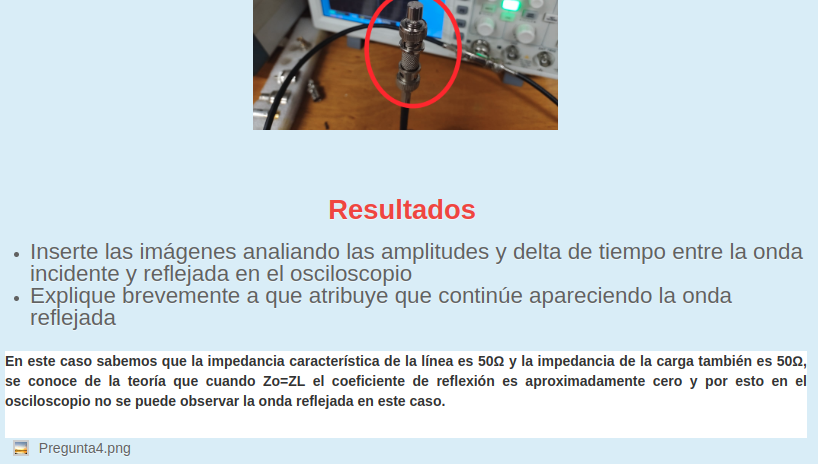 Resultados
Inserte las imágenes analiando las amplitudes y delta de tiempo entre la onda
incidente y reflejada en el osciloscopio
Explique brevemente a que atribuye que continúe apareciendo la onda
reflejada
En este caso sabemos que la impedancia característica de la línea es 50Ω y la impedancia de la carga también es 50Ω,
se conoce de la teoría que cuando Zo=ZL el coeficiente de reflexión es aproximadamente cero y por esto en el
osciloscopio no se puede observar la onda reflejada en este caso.
Pregunta4.png